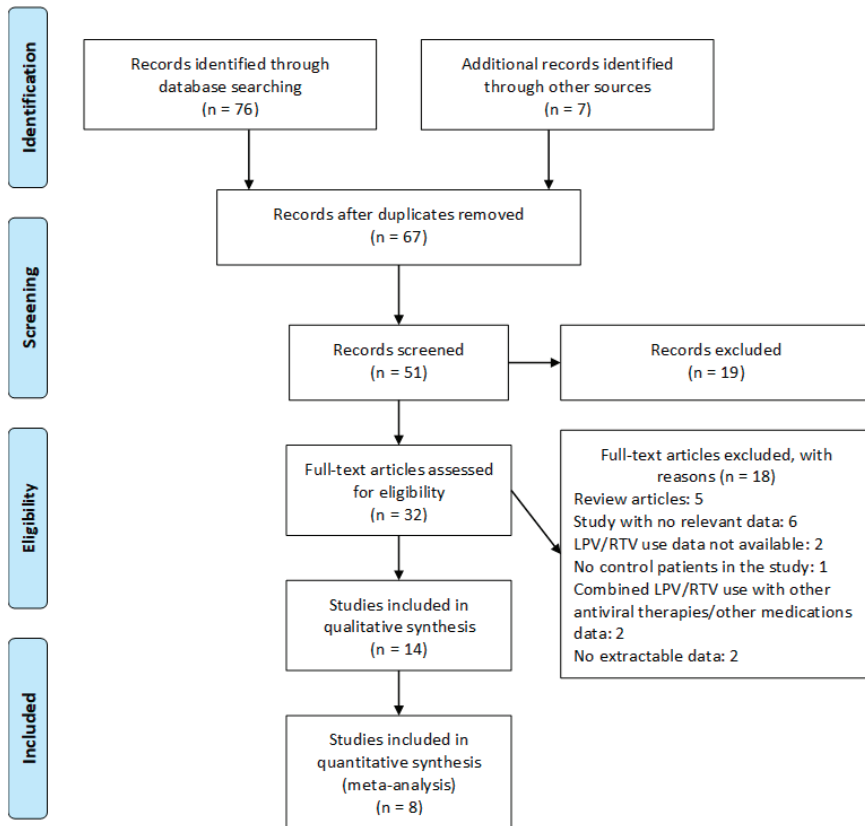 Identification
Records identified through
database searching
(n = 76)
Additional records identified
through other sources
(n = 7)
Records after duplicates removed
(n = 67)
Screening
Records screened
(n = 51)
Records excluded
(n = 19)
Eligibility
Full-text articles assessed
for eligibility
(n = 32)
Full-text articles excluded, with
reasons (n = 18)
Review articles: 5
Study with no relevant data: 6
LPV/RTV use data not available: 2
No control patients in the study: 1
Combined LPV/RTV use with other
antiviral therapies/other medications
data: 2
No extractable data: 2
Studies included in
qualitative synthesis
(n = 14)
Included
Studies included in
quantitative synthesis
(meta-analysis)
(n = 8)